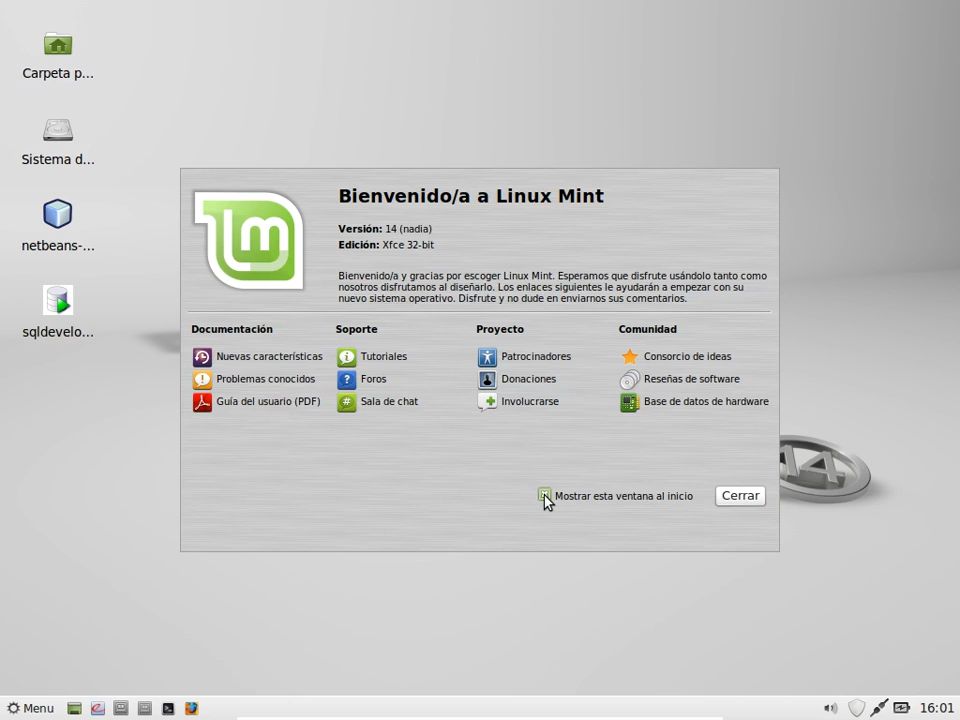 Carpeta p...
Sistema d...
netbeans-...
sqldevelo...
Bienvenido/a a Linux Mint
Versión: 14 (nadia)
Edición: Xfce 32-bit
Bienvenido/a y gracias por escoger Linux Mint. Esperamos que disfrute usándolo tanto como
nosotros disfrutamos al diseñarlo. Los enlaces siguientes le ayudarán a empezar con su
nuevo sistema operativo. Disfrute y no dude en enviarnos sus comentarios.
Documentación
Nuevas características
Problemas conocidos
Guía del usuario (PDF)
Soporte
Tutoriales
Foros
Sala de chat
Proyecto
Patrocinadores
Donaciones
Involucrarse
Comunidad
Consorcio de ideas
Reseñas de software
Base de datos de hardware
14
Mostrar esta ventana al inicio
Cerrar
Menu
16:01